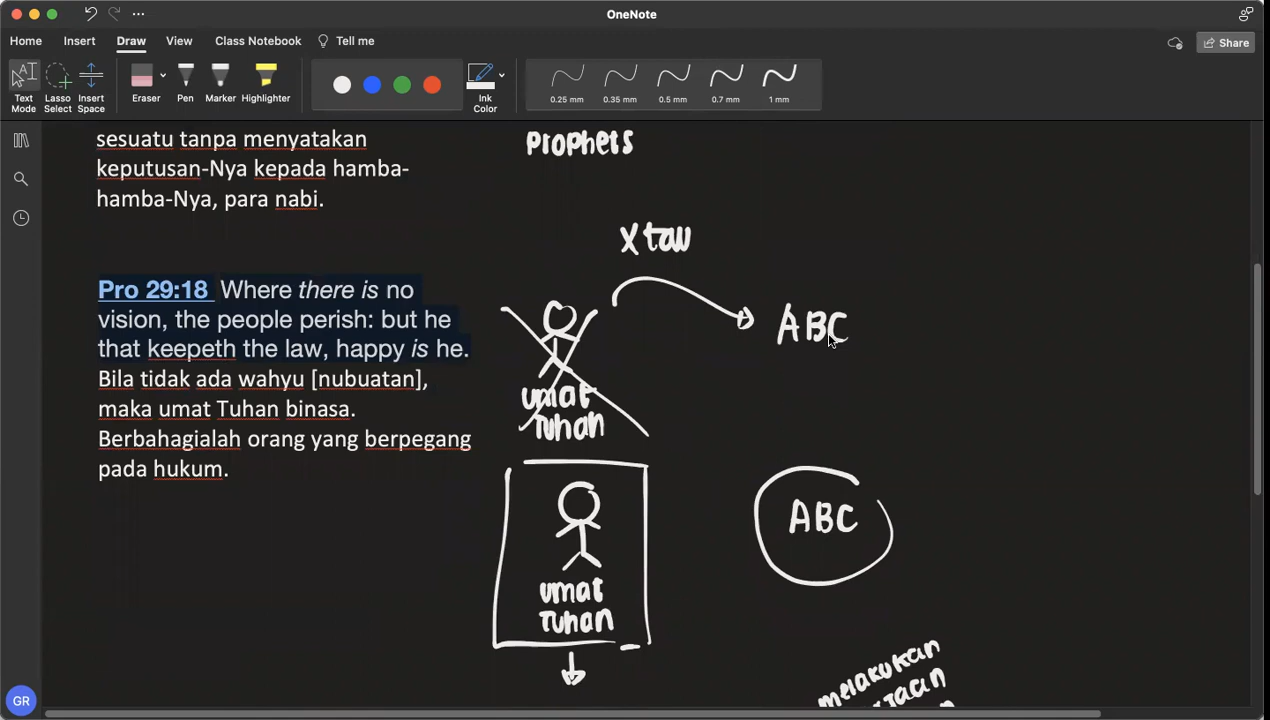 OneNote
Home Insert Draw View Class Notebook Tell me
Share
Text Mode
Lasso Select
Insert Space
Eraser
Pen
Marker
Highlighter
Ink Color
0.25 mm 0.35 mm 0.5 mm 0.7 mm 1 mm
sesuatu tanpa menyatakan
keputusan-Nya kepada hamba-
hamba-Nya, para nabi.
Prophets
X tau
Pro 29:18 Where there is no
vision, the people perish: but he
that keepeth the law, happy is he.
Bila tidak ada wahyu [nubuatan],
maka umat Tuhan binasa.
Berbahagialah orang yang berpegang
pada hukum.
ABC
umat
Tuhan
ABC
umat
Tuhan
melakukan
GR